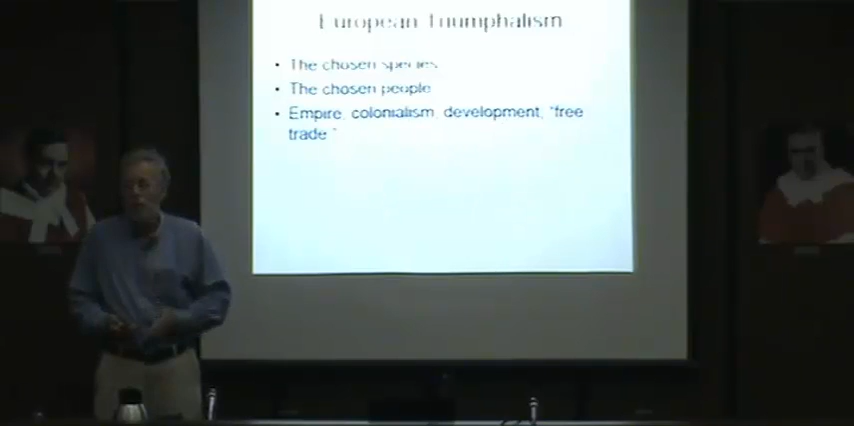 European Triumphalism
• The chosen species
• The chosen people
• Empire, colonialism, development, "free
trade."